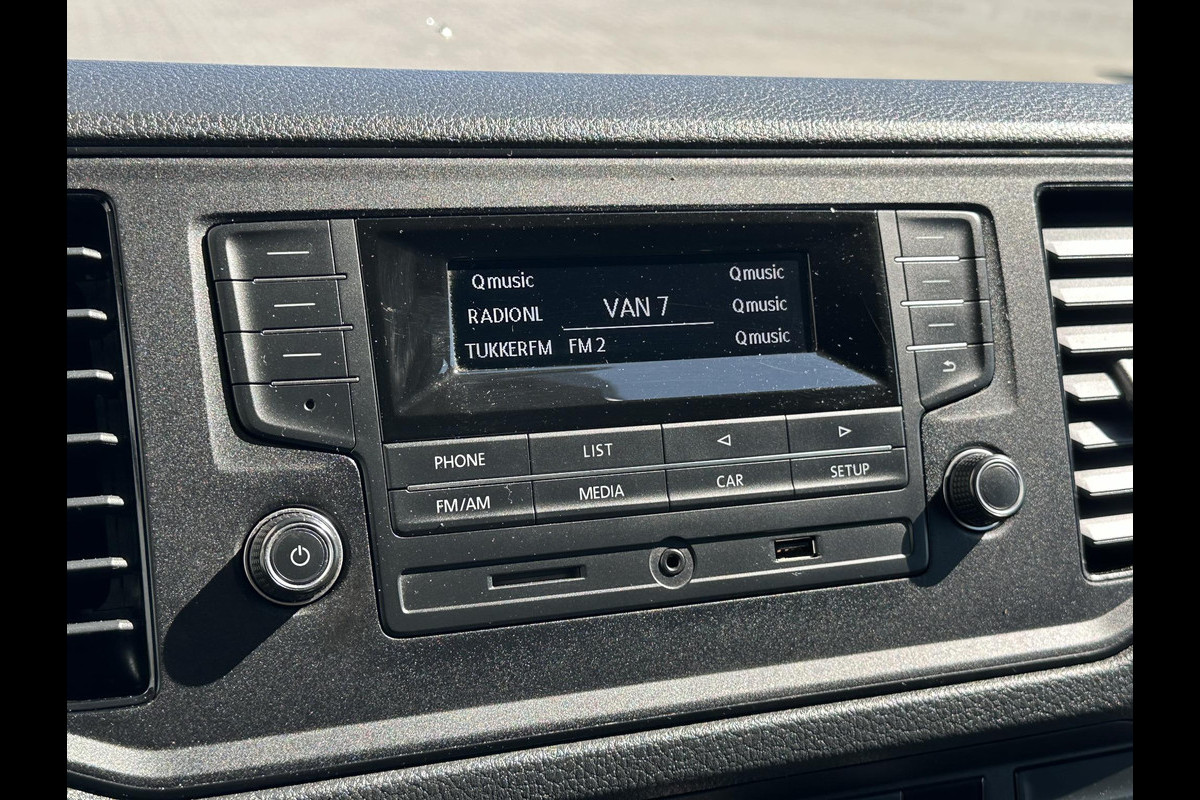 Qmusic Qmusic
RADIONL VAN 7 Qmusic
TUKKERFM FM 2 Qmusic
PHONE LIST
FM/AM MEDIA CAR SETUP